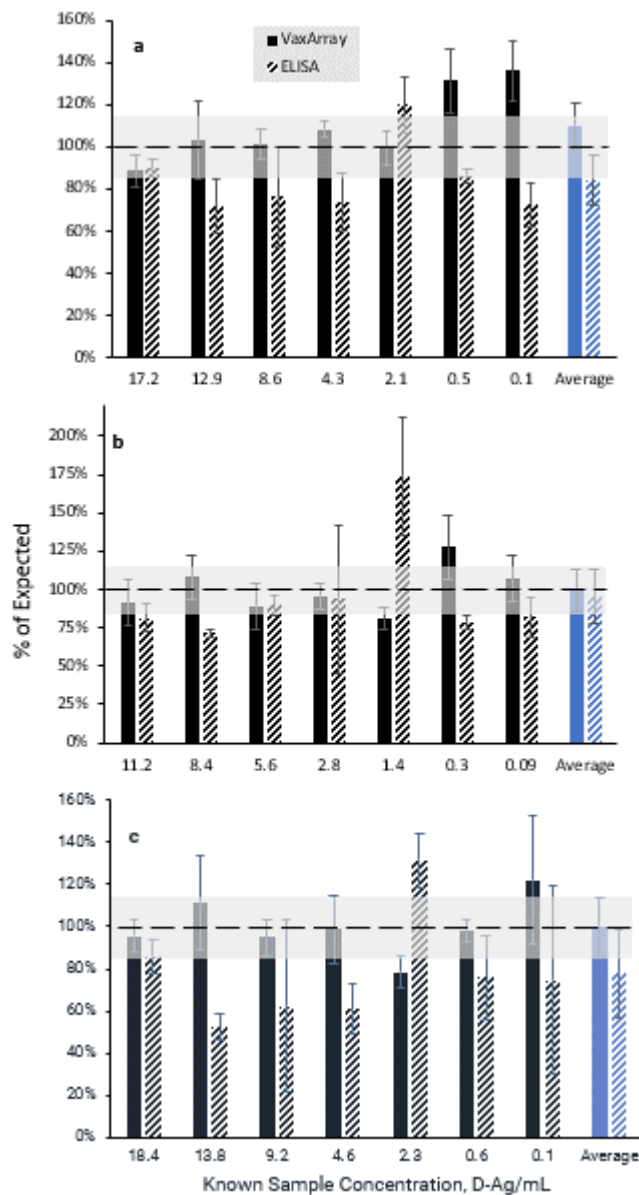 a
VaxArray
ELISA
160%
140%
120%
100%
80%
60%
40%
20%
0%
17.2 12.9 8.6 4.3 2.1 0.5 0.1 Average
b
200%
175%
150%
125%
100%
75%
50%
25%
0%
11.2 8.4 5.6 2.8 1.4 0.3 0.09 Average
% of Expected
c
160%
140%
120%
100%
80%
60%
40%
20%
0%
18.4 13.8 9.2 4.6 2.3 0.6 0.1 Average
Known Sample Concentration, D-Ag/mL